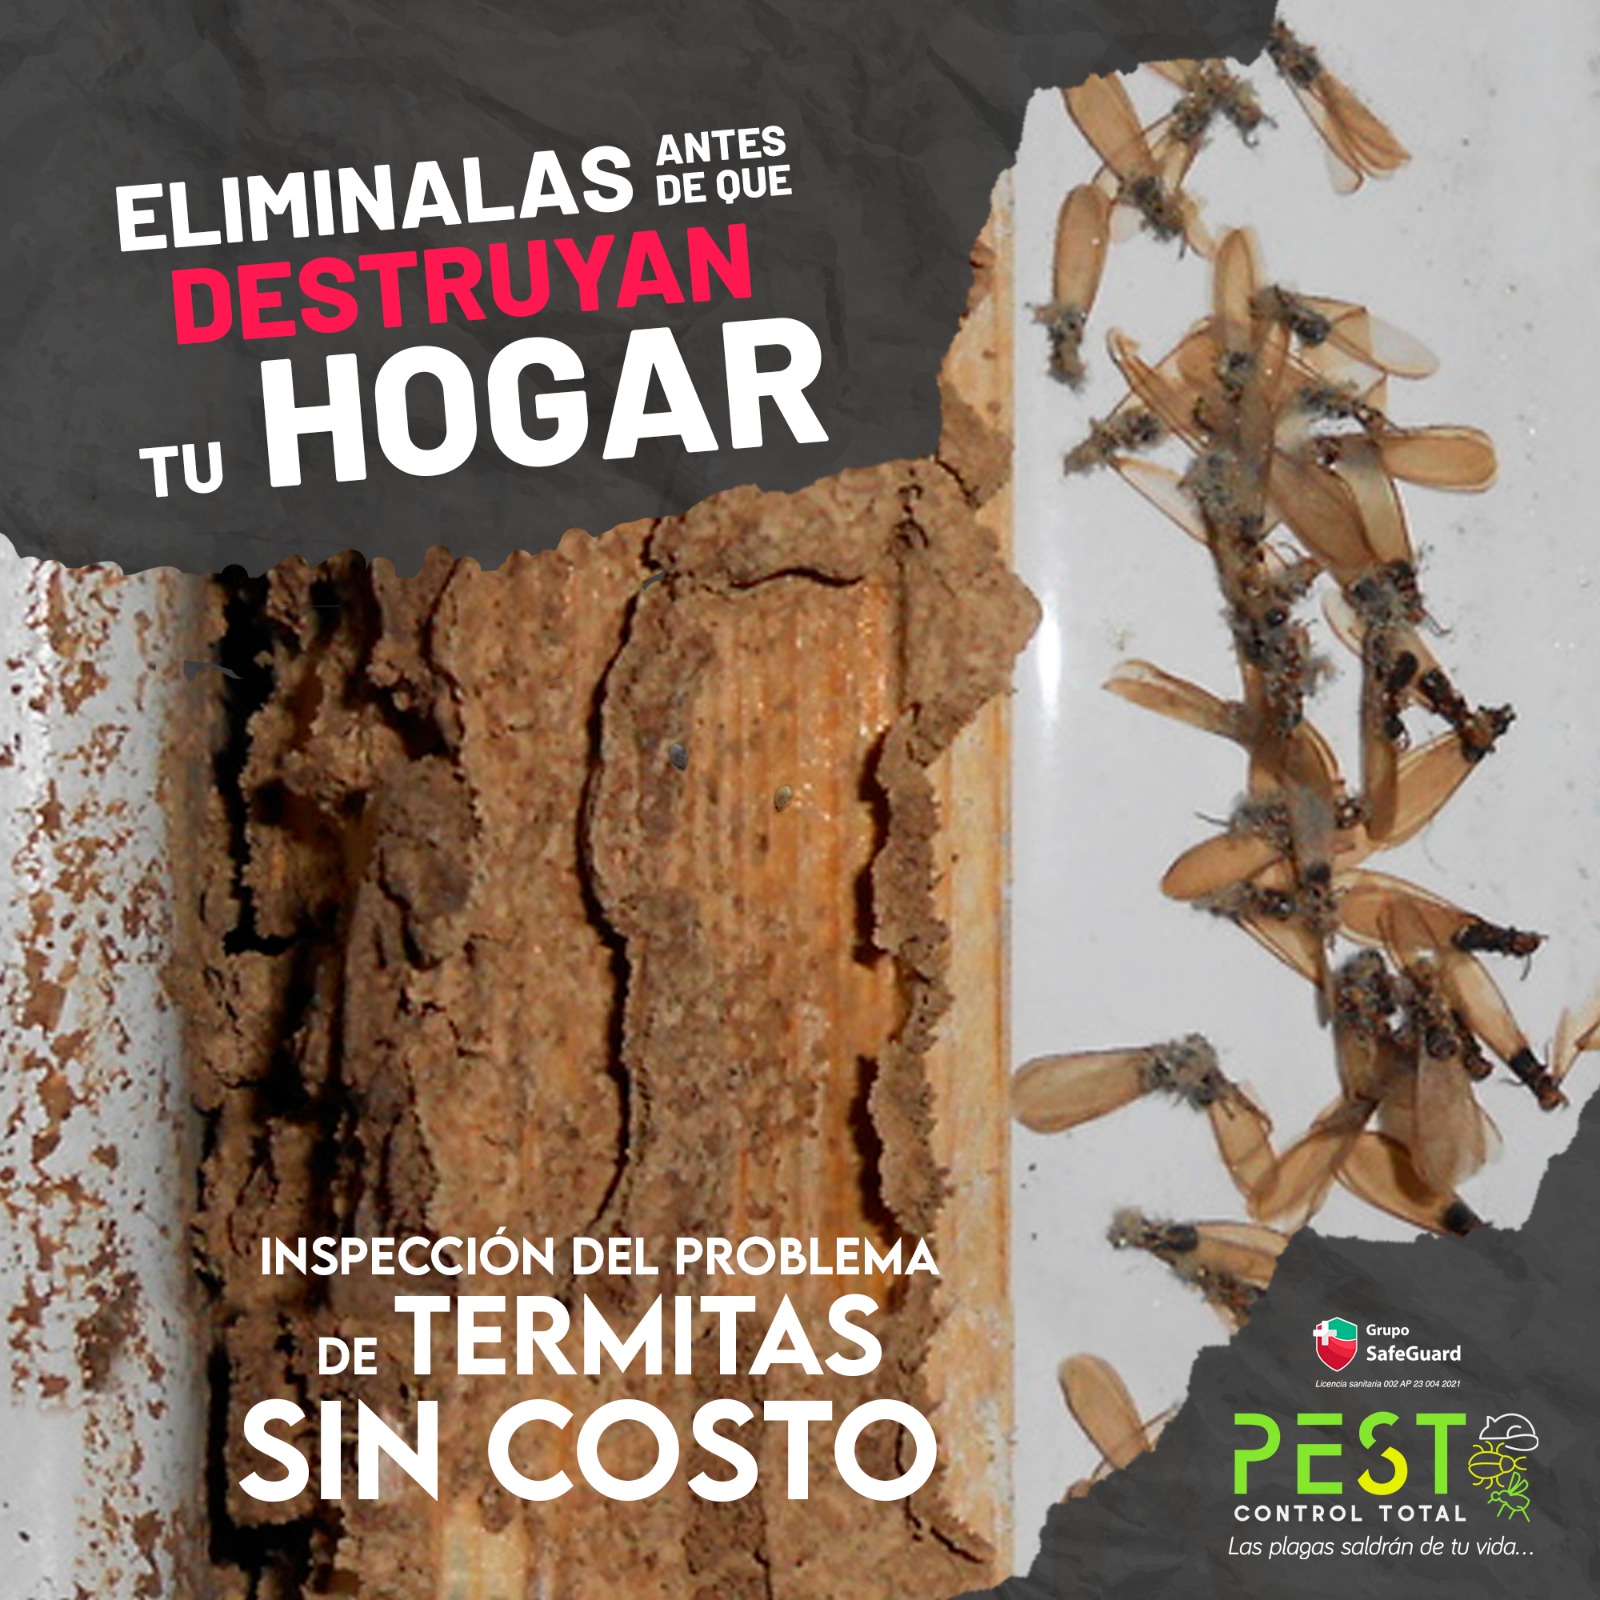 ELIMINALAS ANTES DE QUE
DESTRUYAN
TU HOGAR
INSPECCIÓN DEL PROBLEMA
DE TERMITAS
SIN COSTO
Grupo
SafeGuard
Licencia sanitaria 002 AP 23 004 2021
PEST
CONTROL TOTAL
Las plagas saldrán de tu vida...